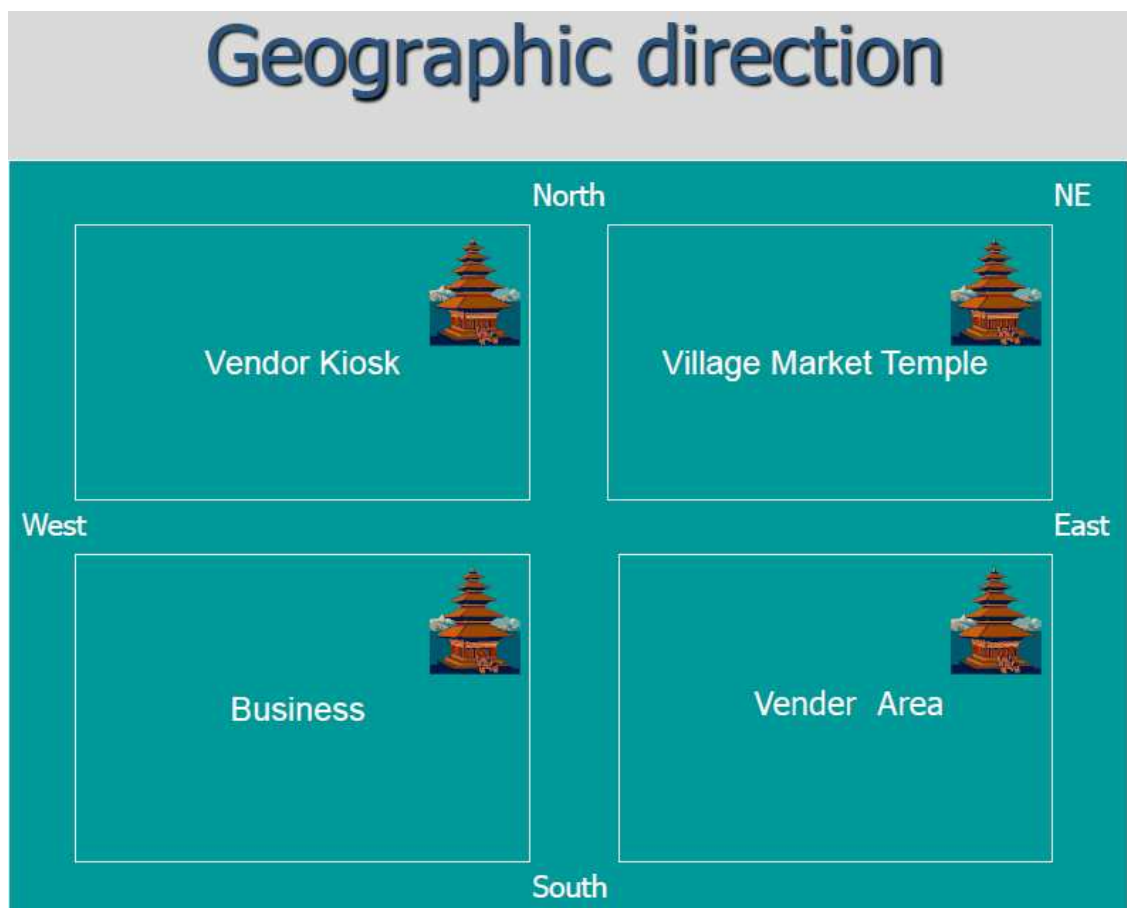 Geographic direction
North
NE
Vendor Kiosk
Village Market Temple
West
East
Business
Vender Area
South